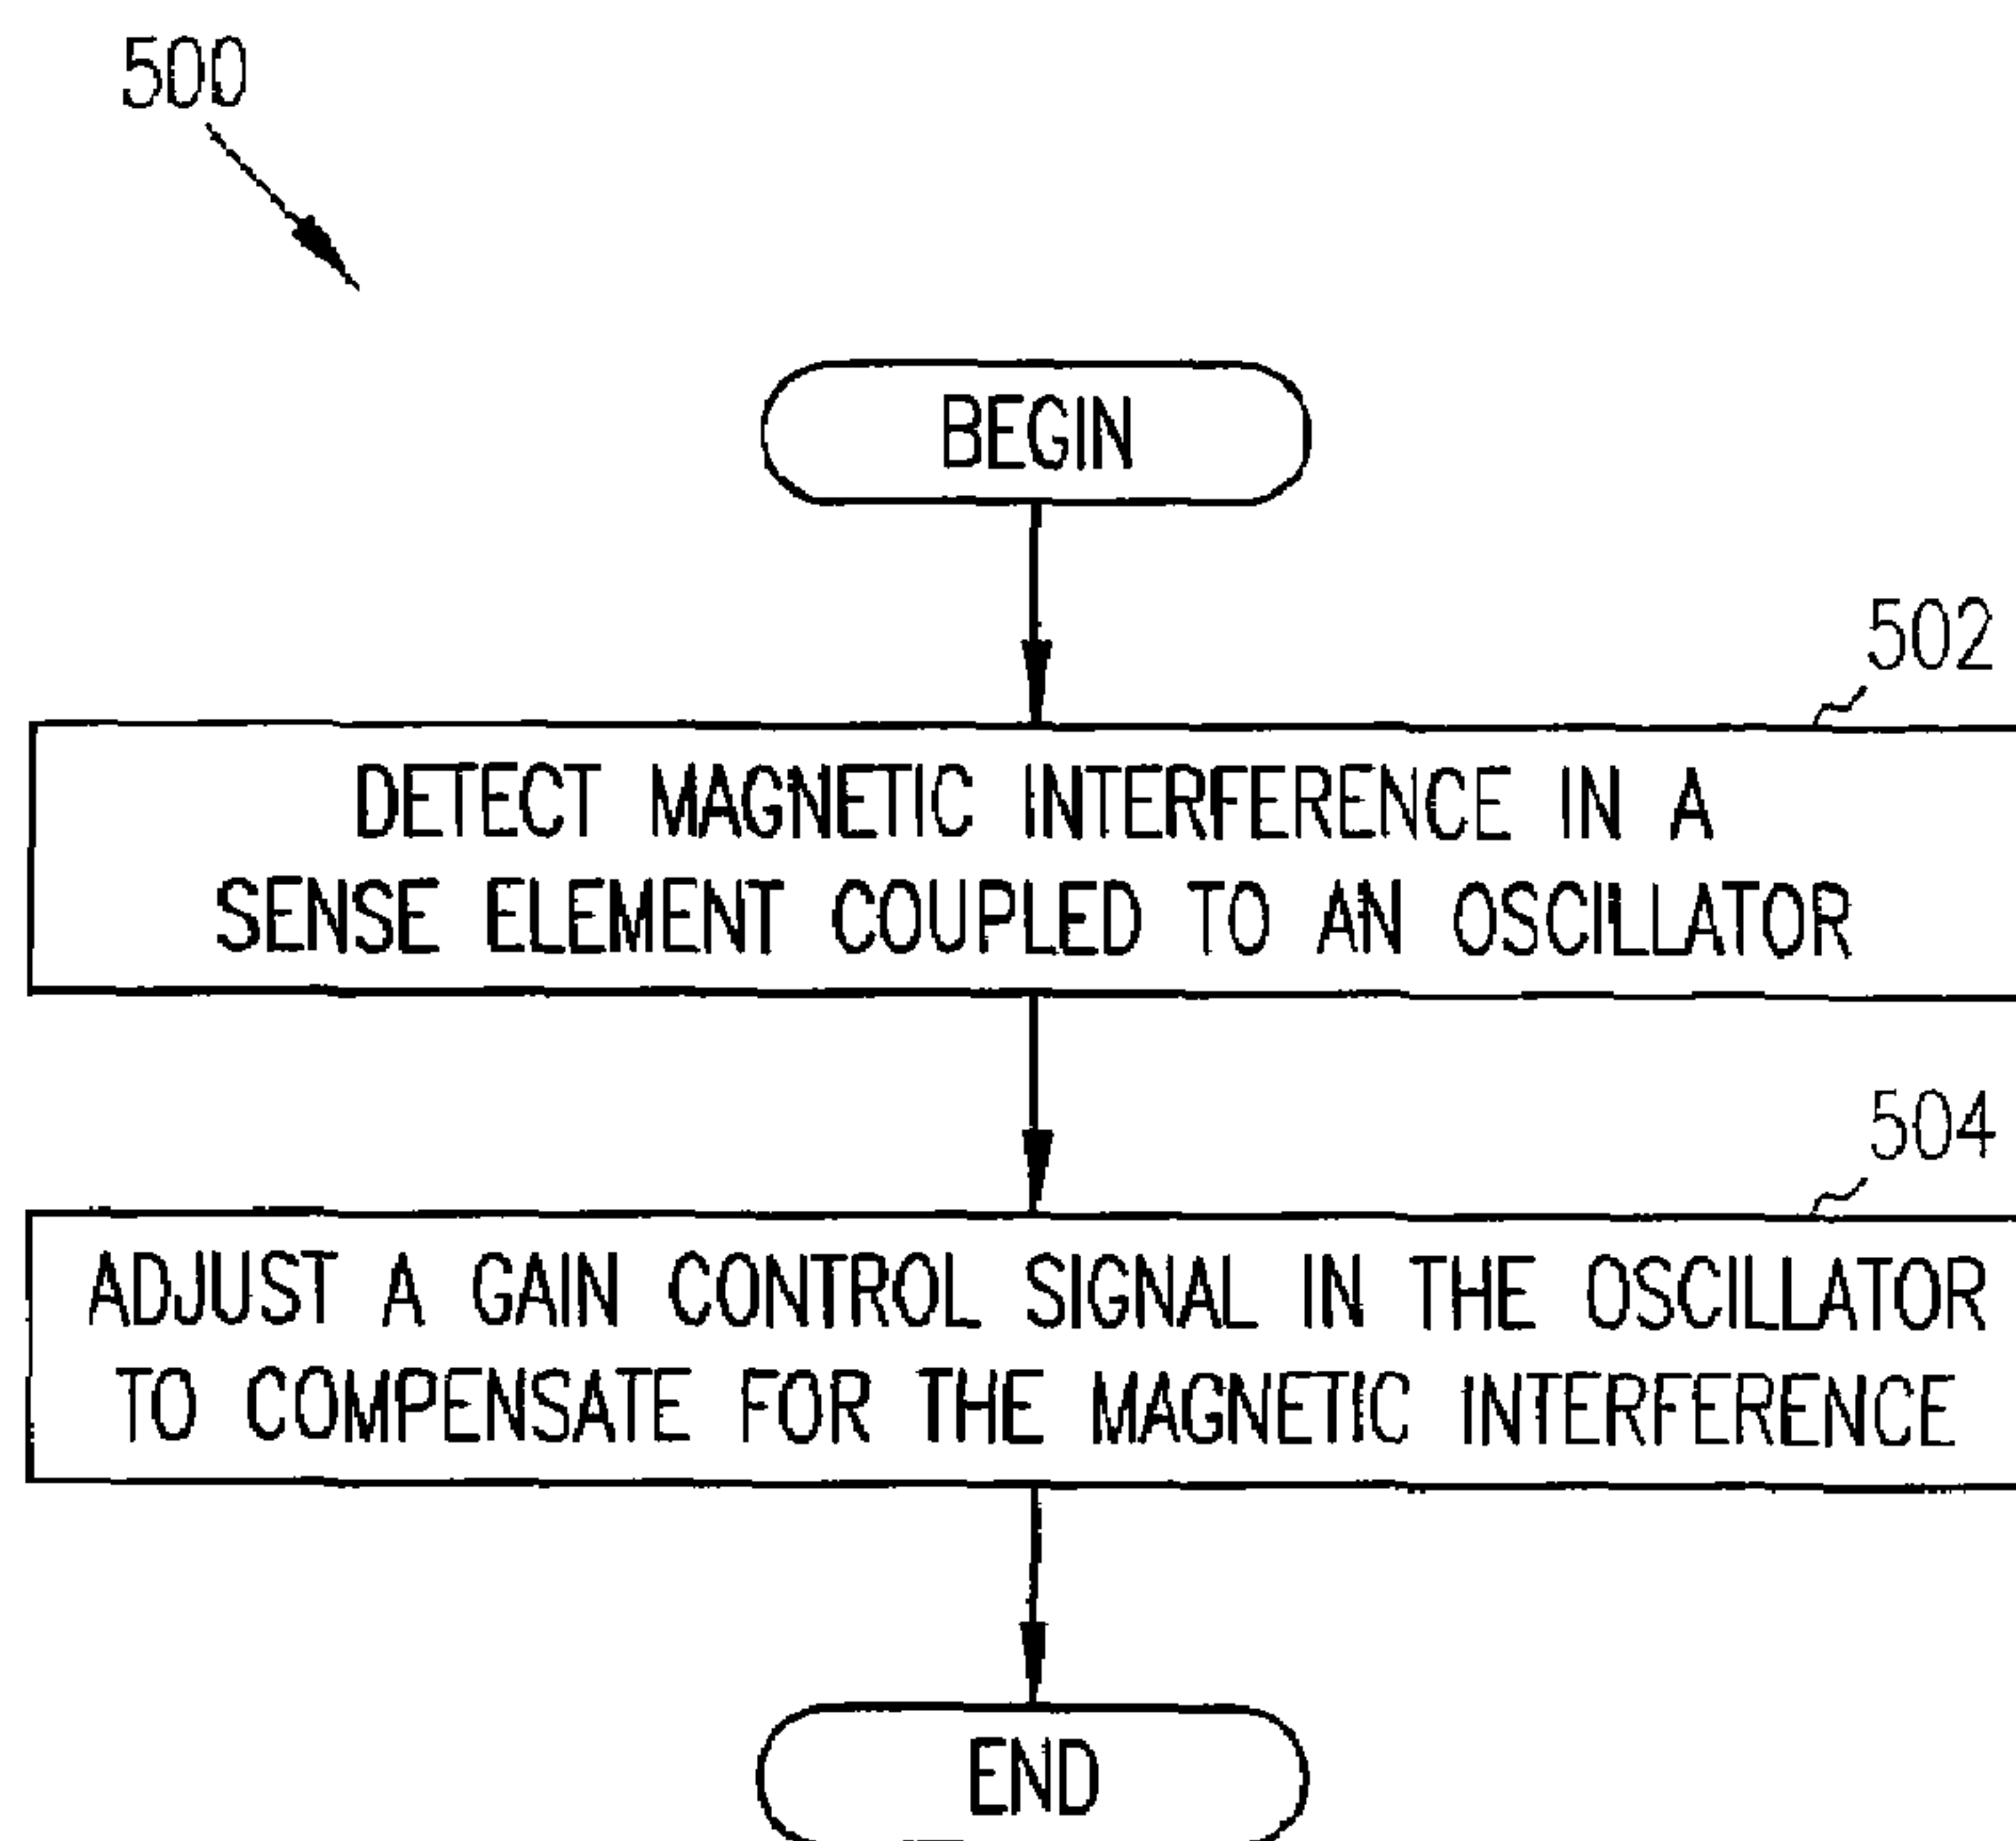 500
BEGIN
502
DETECT MAGNETIC INTERFERENCE IN A
SENSE ELEMENT COUPLED TO AN OSCILLATOR
504
ADJUST A GAIN CONTROL SIGNAL IN THE OSCILLATOR
TO COMPENSATE FOR THE MAGNETIC INTERFERENCE
END